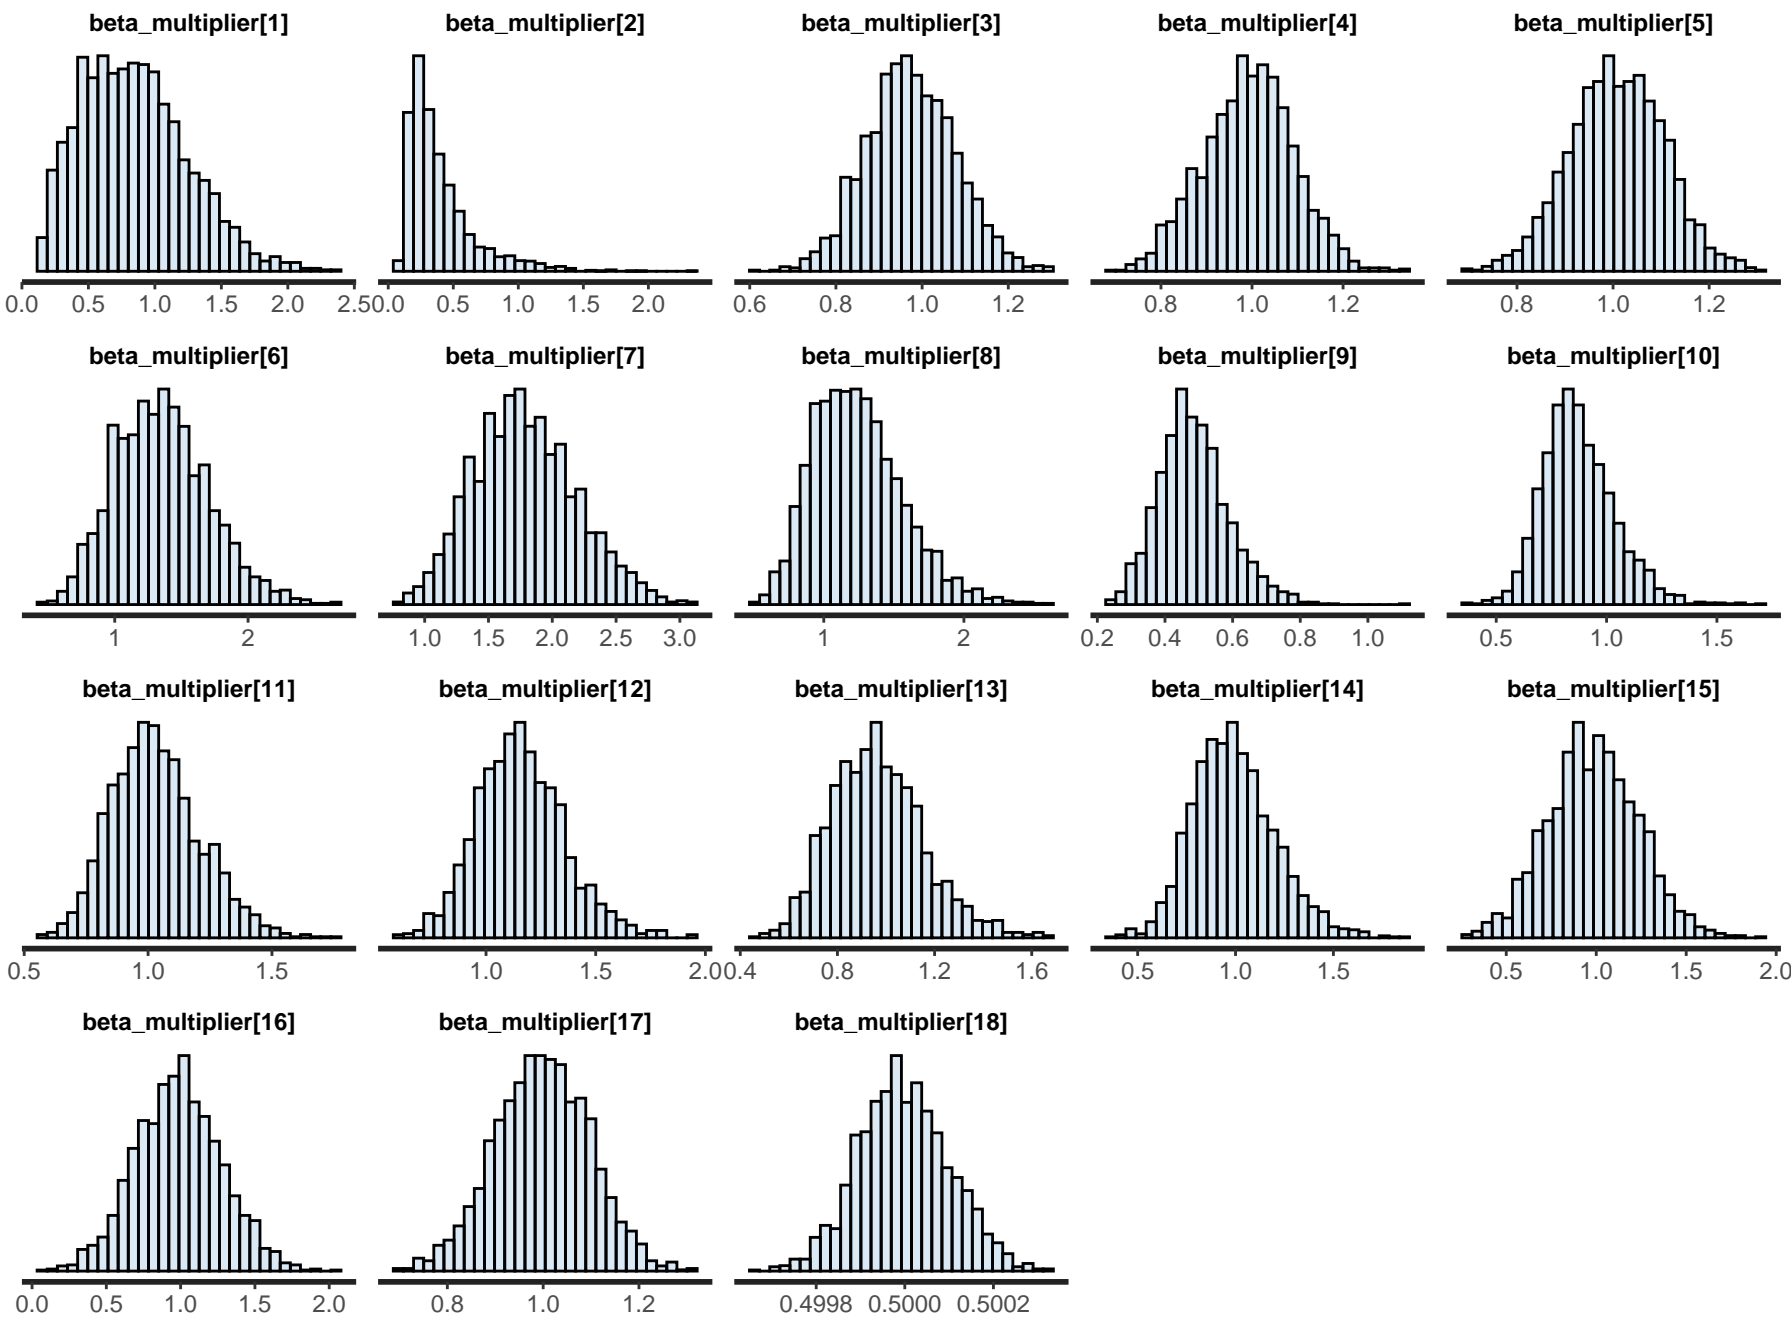 beta_multiplier[1] beta_multiplier[2] beta_multiplier[3] beta_multiplier[4] beta_multiplier[5]
0.0 0.5 1.0 1.5 2.0 2.5 0.0 0.5 1.0 1.5 2.0 0.6 0.8 1.0 1.2 0.8 1.0 1.2 0.8 1.0 1.2
beta_multiplier[6] beta_multiplier[7] beta_multiplier[8] beta_multiplier[9] beta_multiplier[10]
1 2 1.0 1.5 2.0 2.5 3.0 1 2 0.2 0.4 0.6 0.8 1.0 0.5 1.0 1.5
beta_multiplier[11] beta_multiplier[12] beta_multiplier[13] beta_multiplier[14] beta_multiplier[15]
0.5 1.0 1.5 1.0 1.5 2.0 0.4 0.8 1.2 1.6 0.5 1.0 1.5 0.5 1.0 1.5 2.0
beta_multiplier[16] beta_multiplier[17] beta_multiplier[18]
0.0 0.5 1.0 1.5 2.0 0.8 1.0 1.2 0.4998 0.5000 0.5002